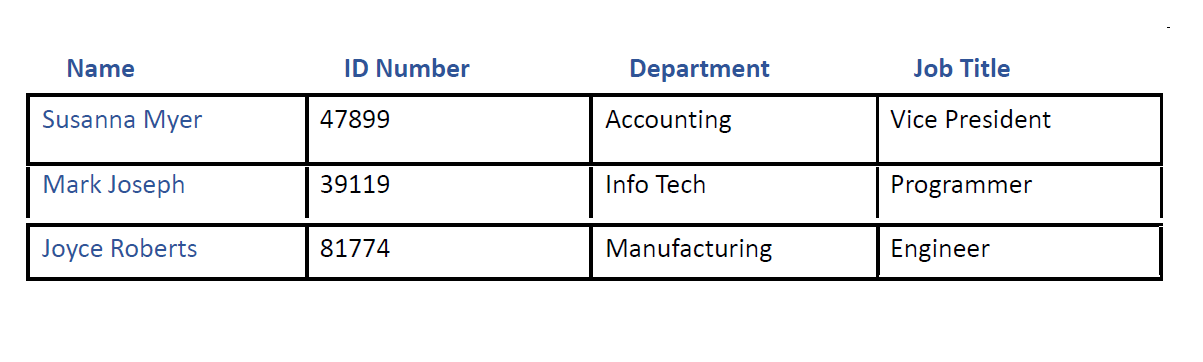 Name ID Number Department Job Title
Susanna Myer 47899 Accounting Vice President
Mark Joseph 39119 Info Tech Programmer
Joyce Roberts 81774 Manufacturing Engineer